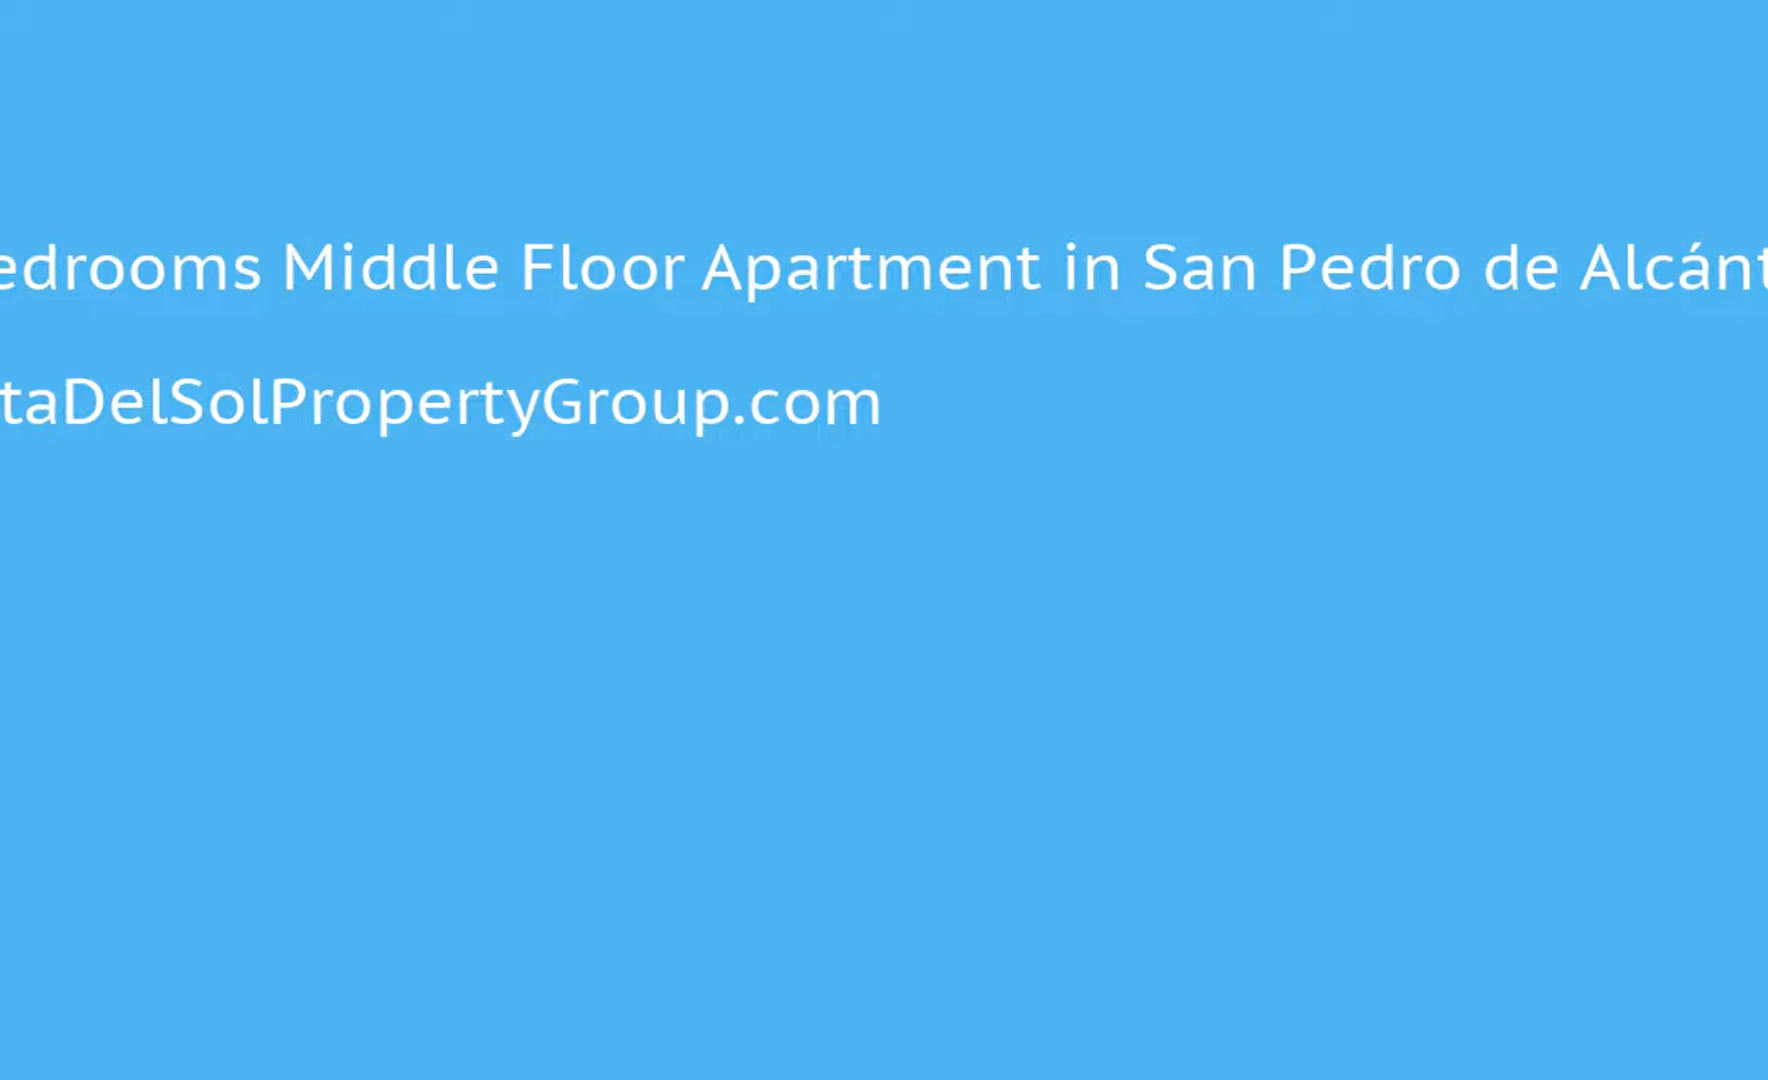 edrooms Middle Floor Apartment in San Pedro de Alcánt
taDelSolPropertyGroup.com